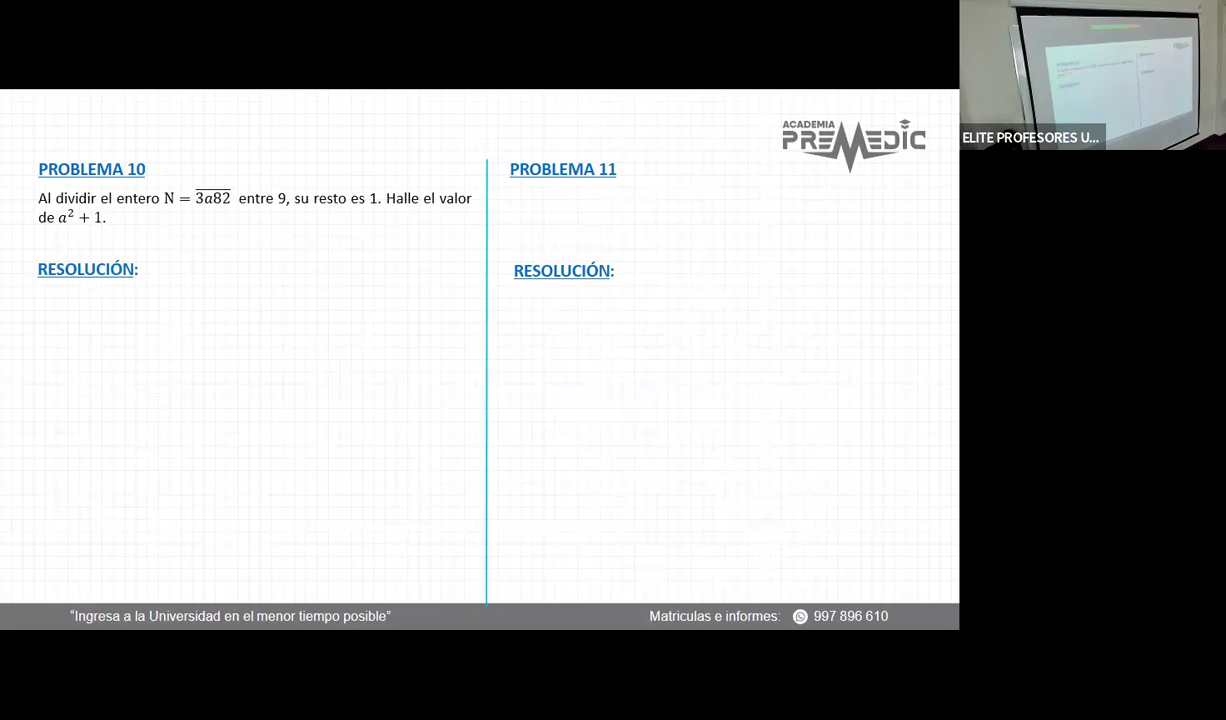 ACADEMIA
PREMEDIC
ELITE PROFESORES U...
PROBLEMA 10
Al dividir el entero N = \overline{3a82} entre 9, su resto es 1. Halle el valor
de a² + 1.
RESOLUCIÓN:
PROBLEMA 11
RESOLUCIÓN:
“Ingresa a la Universidad en el menor tiempo posible”
Matriculas e informes: 997 896 610